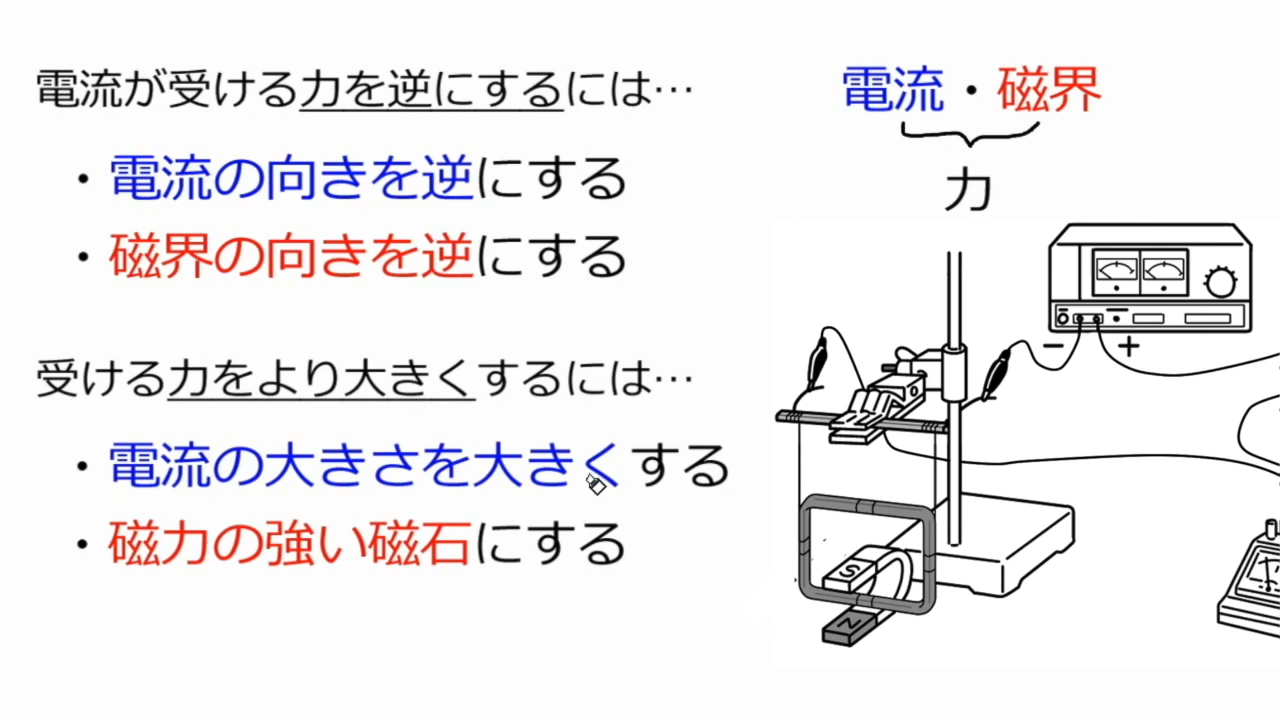 電流が受ける力を逆にするには…
・電流の向きを逆にする
・磁界の向きを逆にする
受ける力をより大きくするには…
・電流の大きさを大きくする
・磁力の強い磁石にする
電流・磁界
力
− +
S
N